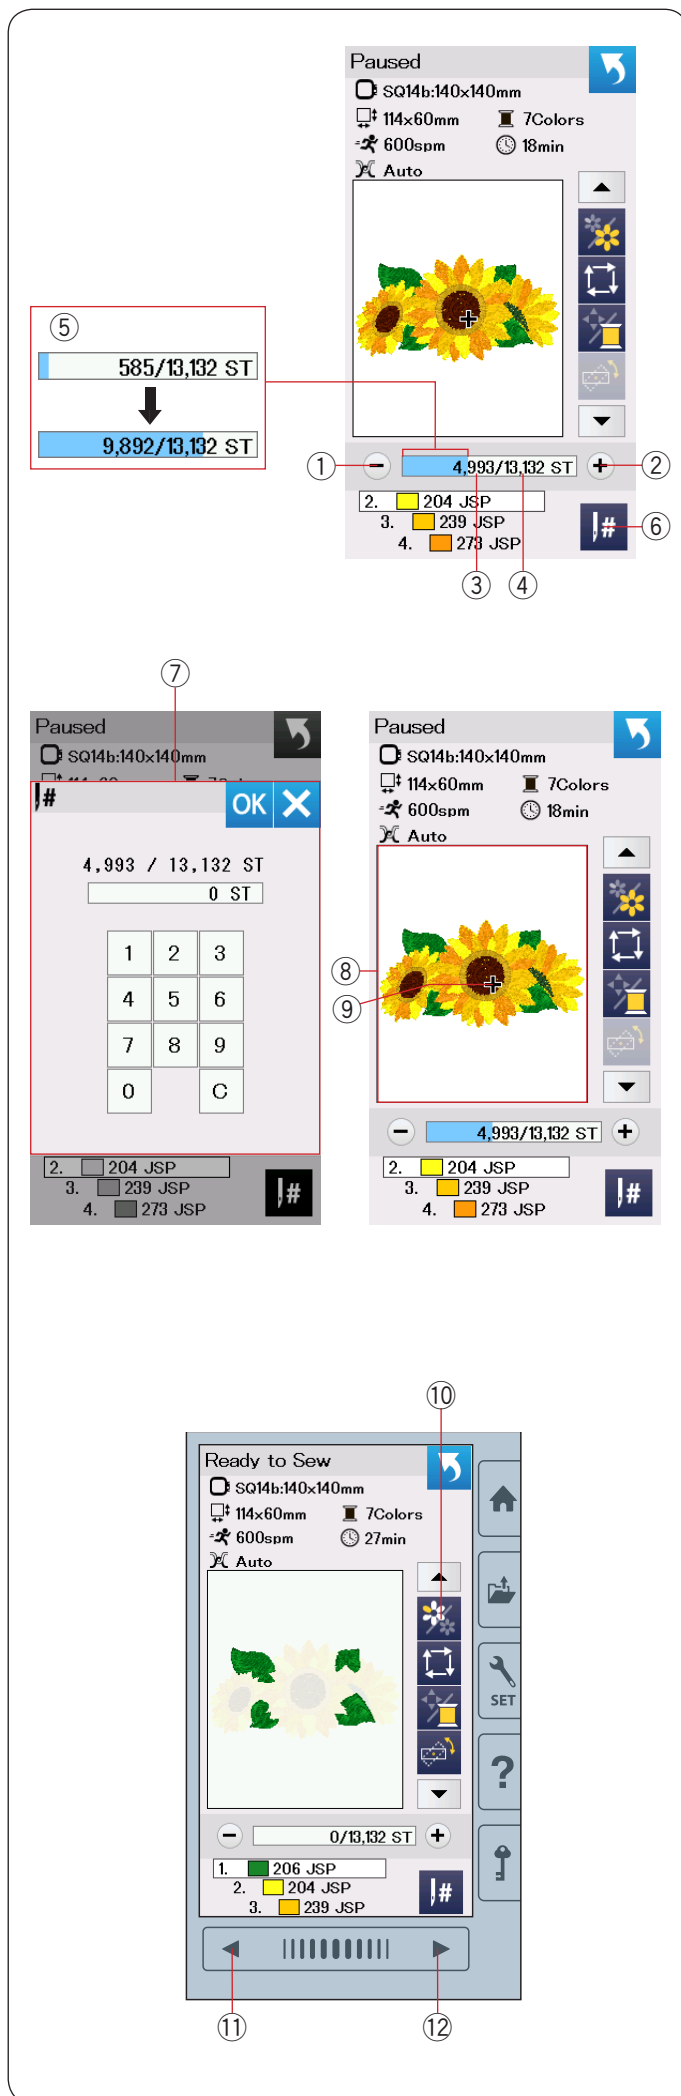 Paused
SQ14b:140x140mm
114x60mm 7Colors
600spm 18min
Auto
⑤
585/13,132 ST
9,892/13,132 ST
① − 4,993/13,132 ST + ②
2. 204 JSP
3. 239 JSP
4. 273 JSP
# ⑥
③ ④
⑦
Paused
SQ14b:140x140mm
# OK
4,993 / 13,132 ST
0 ST
1 2 3
4 5 6
7 8 9
0 C
2. 204 JSP
3. 239 JSP
4. 273 JSP
#
Paused
SQ14b:140x140mm
114x60mm 7Colors
600spm 18min
Auto
⑧
⑨
− 4,993/13,132 ST +
2. 204 JSP
3. 239 JSP
4. 273 JSP
#
⑩
Ready to Sew
SQ14b:140x140mm
114x60mm 7Colors
600spm 27min
Auto
SET
?
− 0/13,132 ST +
1. 206 JSP
2. 204 JSP
3. 239 JSP
#
⑪ ⑫